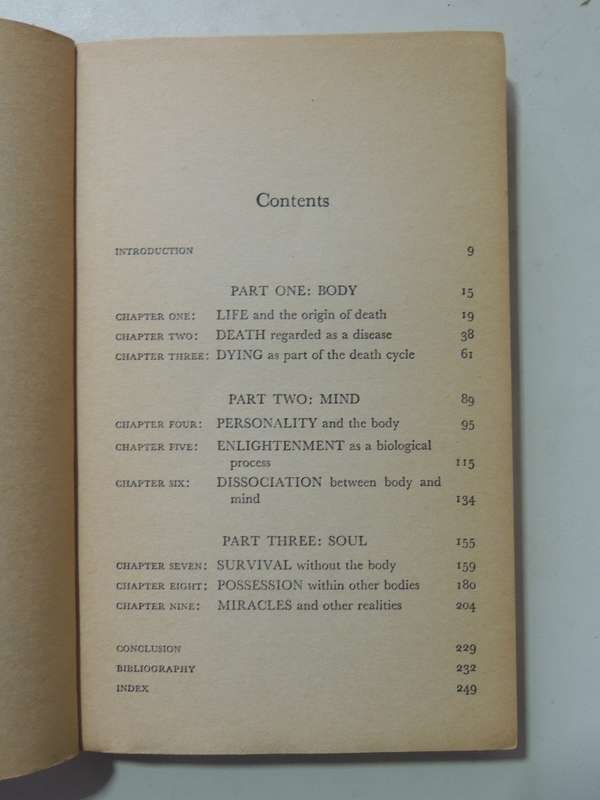 Contents
INTRODUCTION 9
PART ONE: BODY 15
CHAPTER ONE: LIFE and the origin of death 19
CHAPTER TWO: DEATH regarded as a disease 38
CHAPTER THREE: DYING as part of the death cycle 61
PART TWO: MIND 89
CHAPTER FOUR: PERSONALITY and the body 95
CHAPTER FIVE: ENLIGHTENMENT as a biological
process 115
CHAPTER SIX: DISSOCIATION between body and
mind 134
PART THREE: SOUL 155
CHAPTER SEVEN: SURVIVAL without the body 159
CHAPTER EIGHT: POSSESSION within other bodies 180
CHAPTER NINE: MIRACLES and other realities 204
CONCLUSION 229
BIBLIOGRAPHY 232
INDEX 249